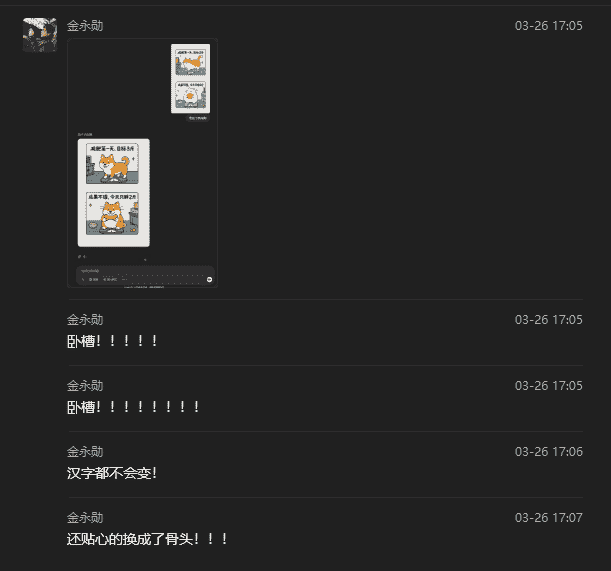 金永勋
03-26 17:05
减肥第一天,目标3斤
成果不错,今天只胖2斤
金永勋
03-26 17:05
卧槽！！！！！
金永勋
03-26 17:05
卧槽！！！！！！！！
金永勋
03-26 17:06
汉字都不会变！
金永勋
03-26 17:07
还贴心的换成了骨头！！！